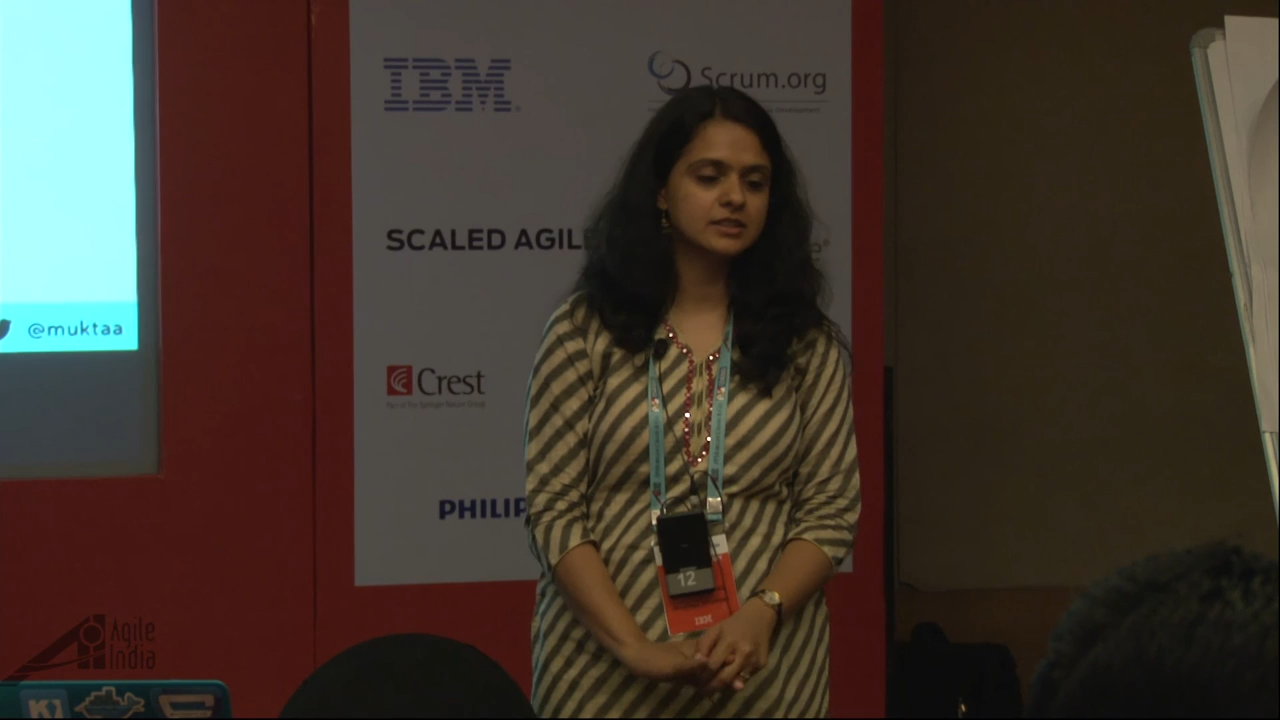 IBM
Scrum.org
SCALED AGILE
@muktaa
Crest
PHILIP
12
IBM
Agile
India